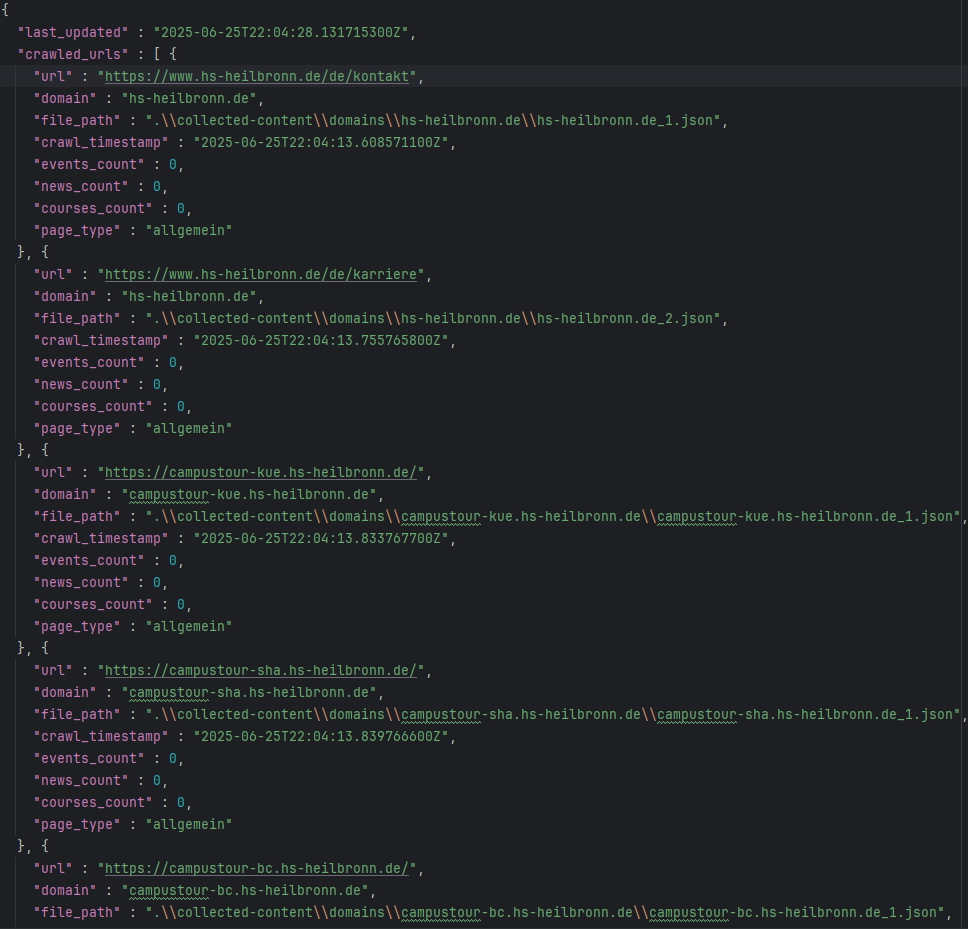 {
"last_updated" : "2025-06-25T22:04:28.131715300Z",
"crawled_urls" : [ {
"url" : "https://www.hs-heilbronn.de/de/kontakt",
"domain" : "hs-heilbronn.de",
"file_path" : ".\\collected-content\\domains\\hs-heilbronn.de\\hs-heilbronn.de_1.json",
"crawl_timestamp" : "2025-06-25T22:04:13.608571100Z",
"events_count" : 0,
"news_count" : 0,
"courses_count" : 0,
"page_type" : "allgemein"
}, {
"url" : "https://www.hs-heilbronn.de/de/karriere",
"domain" : "hs-heilbronn.de",
"file_path" : ".\\collected-content\\domains\\hs-heilbronn.de\\hs-heilbronn.de_2.json",
"crawl_timestamp" : "2025-06-25T22:04:13.755765800Z",
"events_count" : 0,
"news_count" : 0,
"courses_count" : 0,
"page_type" : "allgemein"
}, {
"url" : "https://campustour-kue.hs-heilbronn.de/",
"domain" : "campustour-kue.hs-heilbronn.de",
"file_path" : ".\\collected-content\\domains\\campustour-kue.hs-heilbronn.de\\campustour-kue.hs-heilbronn.de_1.json",
"crawl_timestamp" : "2025-06-25T22:04:13.833767700Z",
"events_count" : 0,
"news_count" : 0,
"courses_count" : 0,
"page_type" : "allgemein"
}, {
"url" : "https://campustour-sha.hs-heilbronn.de/",
"domain" : "campustour-sha.hs-heilbronn.de",
"file_path" : ".\\collected-content\\domains\\campustour-sha.hs-heilbronn.de\\campustour-sha.hs-heilbronn.de_1.json",
"crawl_timestamp" : "2025-06-25T22:04:13.839766600Z",
"events_count" : 0,
"news_count" : 0,
"courses_count" : 0,
"page_type" : "allgemein"
}, {
"url" : "https://campustour-bc.hs-heilbronn.de/",
"domain" : "campustour-bc.hs-heilbronn.de",
"file_path" : ".\\collected-content\\domains\\campustour-bc.hs-heilbronn.de\\campustour-bc.hs-heilbronn.de_1.json",